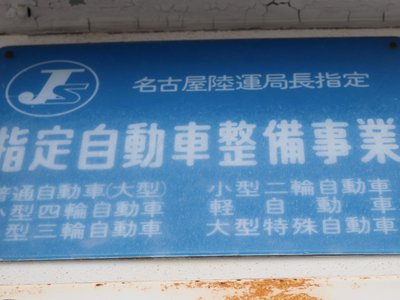 JS
名古屋陸運局長指定
指定自動車整備事業
普通自動車(大型) 小型二輪自動車
小型四輪自動車 軽自動車
型三輪自動車 大型特殊自動車